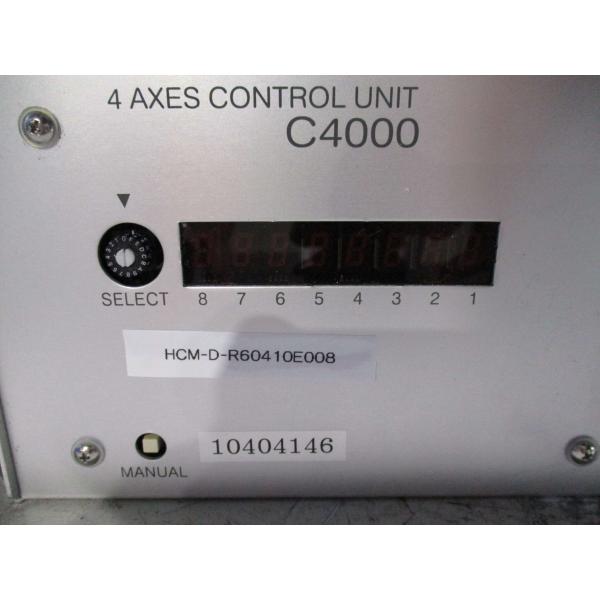 4 AXES CONTROL UNIT
C4000
SELECT
8 7 6 5 4 3 2 1
HCM-D-R60410E008
MANUAL
10404146